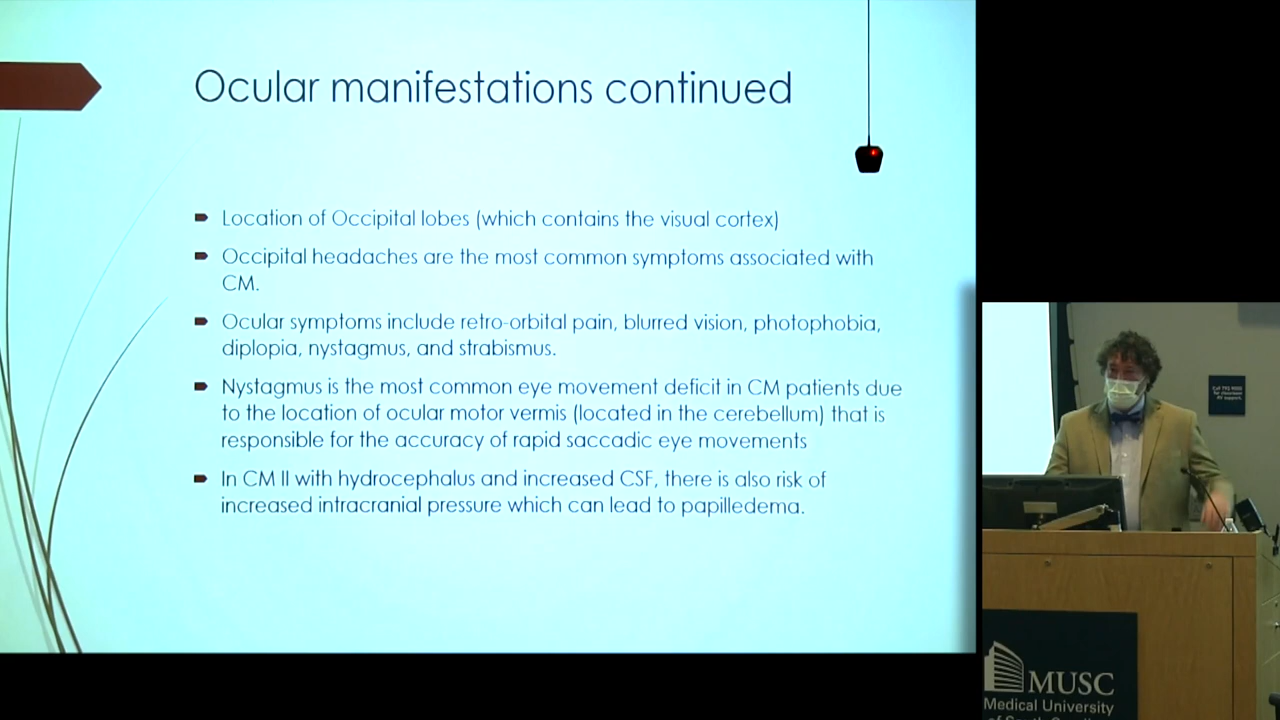 Ocular manifestations continued
Location of Occipital lobes (which contains the visual cortex)
Occipital headaches are the most common symptoms associated with
CM.
Ocular symptoms include retro-orbital pain, blurred vision, photophobia,
diplopia, nystagmus, and strabismus.
Nystagmus is the most common eye movement deficit in CM patients due
to the location of ocular motor vermis (located in the cerebellum) that is
responsible for the accuracy of rapid saccadic eye movements
In CM II with hydrocephalus and increased CSF, there is also risk of
increased intracranial pressure which can lead to papilledema.
MUSC
Medical University